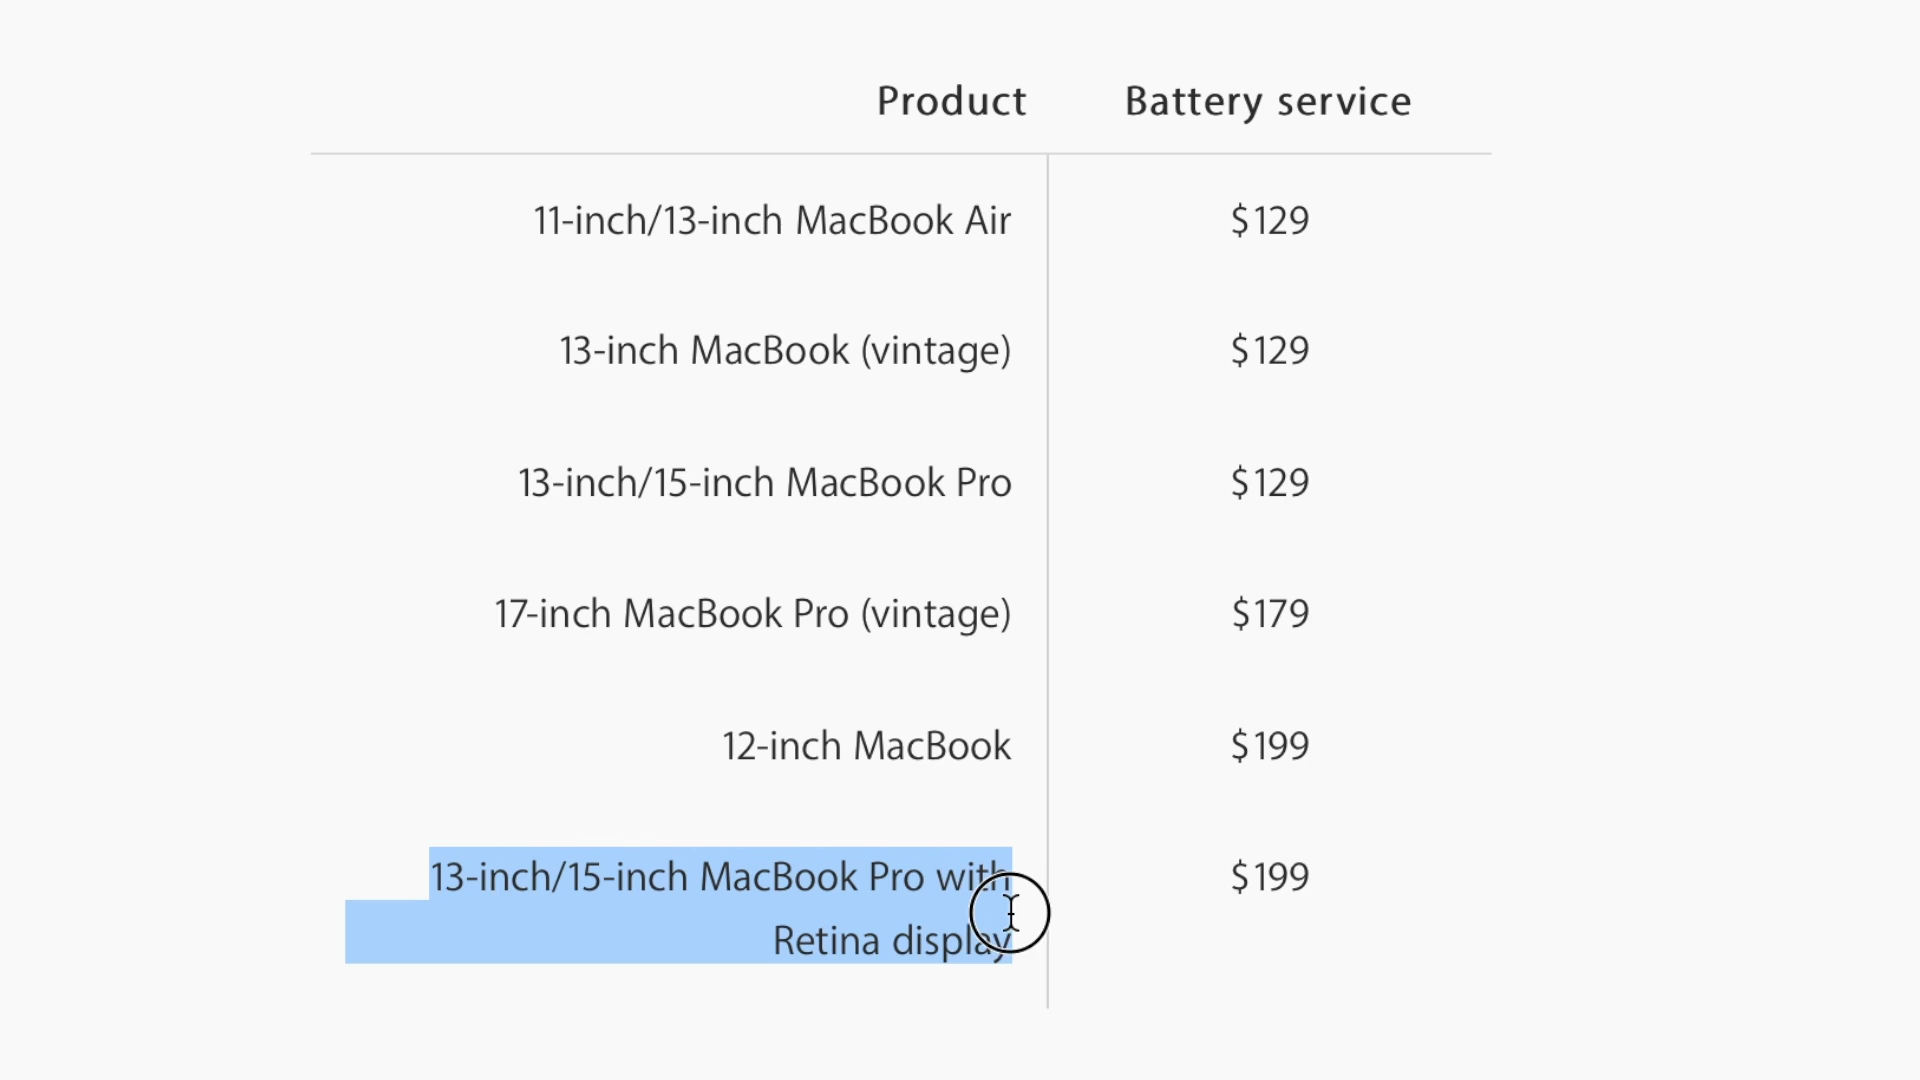 Product Battery service
11-inch/13-inch MacBook Air $129
13-inch MacBook (vintage) $129
13-inch/15-inch MacBook Pro $129
17-inch MacBook Pro (vintage) $179
12-inch MacBook $199
13-inch/15-inch MacBook Pro with $199
Retina display